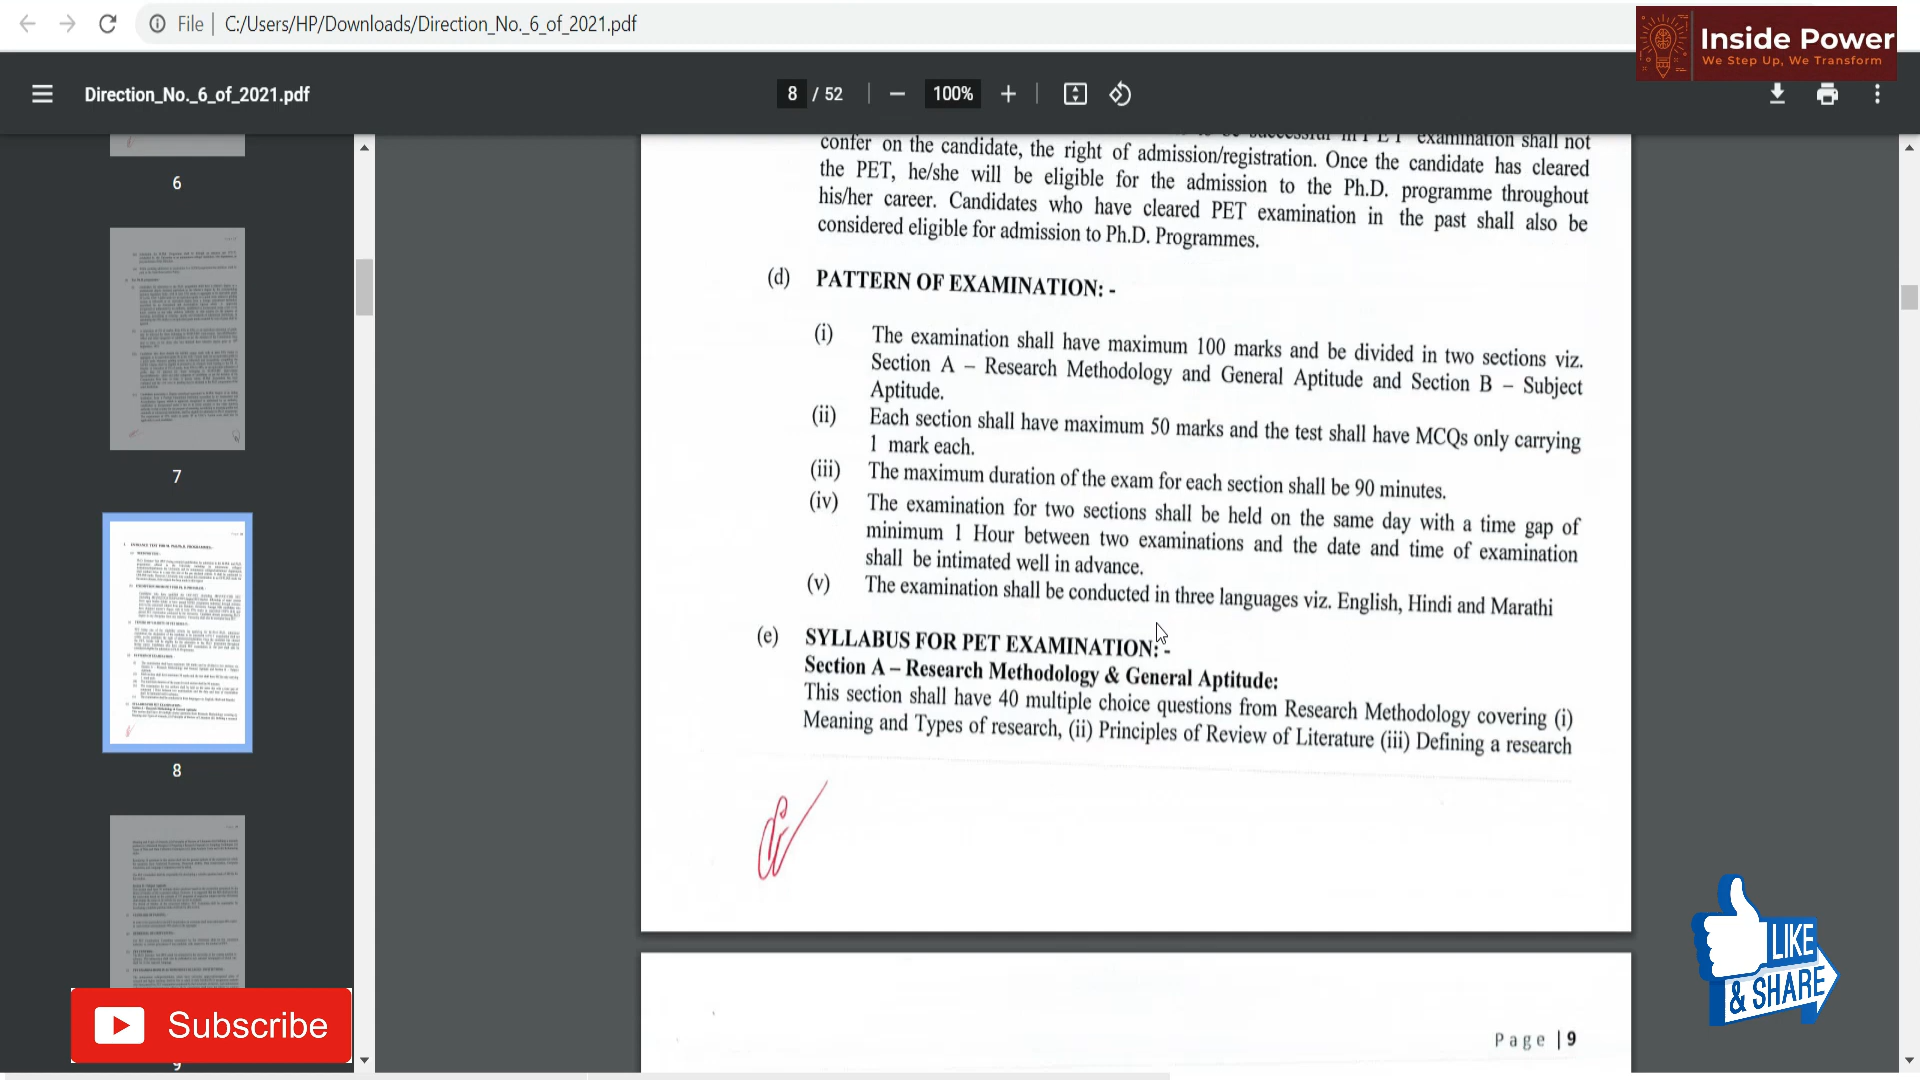 File
C:/Users/HP/Downloads/Direction_No._6_of_2021.pdf
Inside Power
We Step Up, We Transform
Direction_No._6_of_2021.pdf
8 / 52
100%
6
7
8
9
examination shall not
confer on the candidate, the right of admission/registration. Once the candidate has cleared
the PET, he/she will be eligible for the admission to the Ph.D. programme throughout
his/her career. Candidates who have cleared PET examination in the past shall also be
considered eligible for admission to Ph.D. Programmes.
(d) PATTERN OF EXAMINATION: -
(i) The examination shall have maximum 100 marks and be divided in two sections viz.
Section A – Research Methodology and General Aptitude and Section B – Subject
Aptitude.
(ii) Each section shall have maximum 50 marks and the test shall have MCQs only carrying
1 mark each.
(iii) The maximum duration of the exam for each section shall be 90 minutes.
(iv) The examination for two sections shall be held on the same day with a time gap of
minimum 1 Hour between two examinations and the date and time of examination
shall be intimated well in advance.
(v) The examination shall be conducted in three languages viz. English, Hindi and Marathi
(e) SYLLABUS FOR PET EXAMINATION: -
Section A – Research Methodology & General Aptitude:
This section shall have 40 multiple choice questions from Research Methodology covering (i)
Meaning and Types of research, (ii) Principles of Review of Literature (iii) Defining a research
Page | 9
Subscribe
LIKE
& SHARE